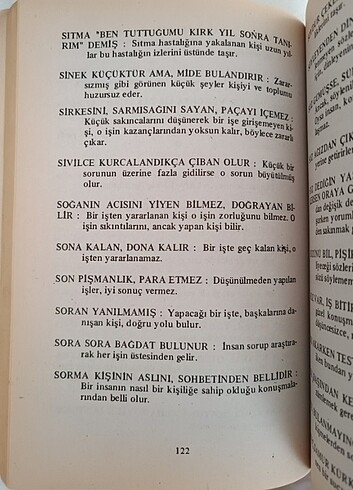 SITMA "BEN TUTTUĞUMU KIRK YIL SONRA TANI-
RIM" DEMİŞ : Sıtma hastalığına yakalanan kişi uzun yıl-
lar bu hastalığın izlerini üstünde taşır.
SİNEK KÜÇÜKTÜR AMA, MİDE BULANDIRIR : Zarar-
sızmış gibi görünen küçük şeyler kişiyi ve toplumu
huzursuz eder.
SİRKESİNİ, SARMISAĞINI SAYAN, PAÇAYI İÇEMEZ :
Küçük sakıncalarını düşünerek bir işe girişemeyen ki-
şi, o işin kazançlarından yoksun kalır, böylece zararlı
çıkar.
SİVİLCE KURCALANDIKÇA ÇIBAN OLUR : Küçük bir
sorunun üzerine fazla gidilirse o sorun büyütülmüş
olur.
SOĞANIN ACISINI YİYEN BİLMEZ, DOĞRAYAN Bİ-
LİR : Bir işten yararlanan kişi o işin zorluğunu bilmez. O
işin sıkıntılarını, ancak yapan kişi bilir.
SONA KALAN, DONA KALIR : Bir işte geç kalan kişi, o
işten yararlanamaz.
SON PİŞMANLIK, PARA ETMEZ : Düşünülmeden yapılan
işler, iyi sonuç vermez.
SORAN YANILMAMIŞ : Yapacağı bir işte, başkalarına da-
nışan kişi, doğru yolu bulur.
SORA SORA BAĞDAT BULUNUR : İnsan sorup araştıra-
rak her işin üstesinden gelir.
SORMA KİŞİNİN ASLINI, SOHBETİNDEN BELLİDİR :
Bir insanın nasıl bir kişiliğe sahip olduğu konuşma-
larından belli olur.
122